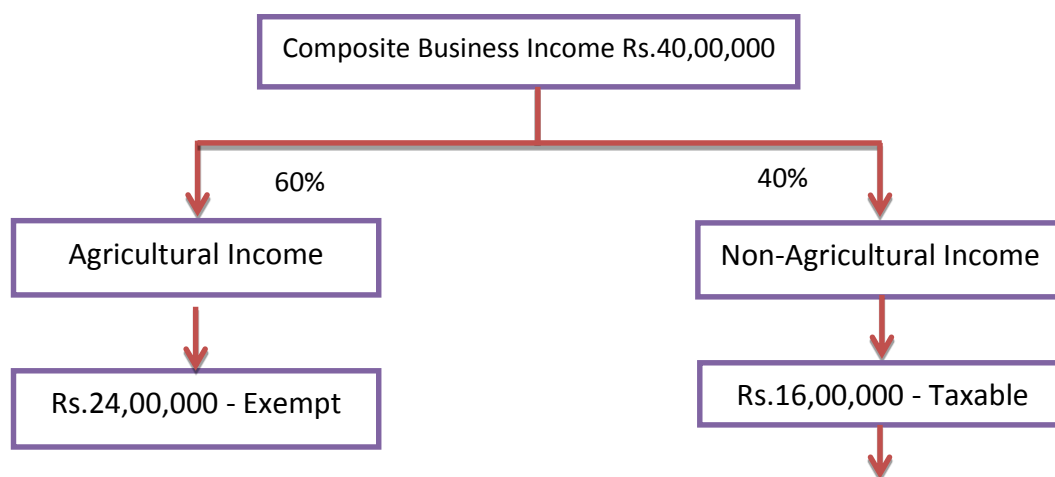 Composite Business Income Rs.40,00,000
60%
40%
Agricultural Income
Non-Agricultural Income
Rs.24,00,000 - Exempt
Rs.16,00,000 - Taxable